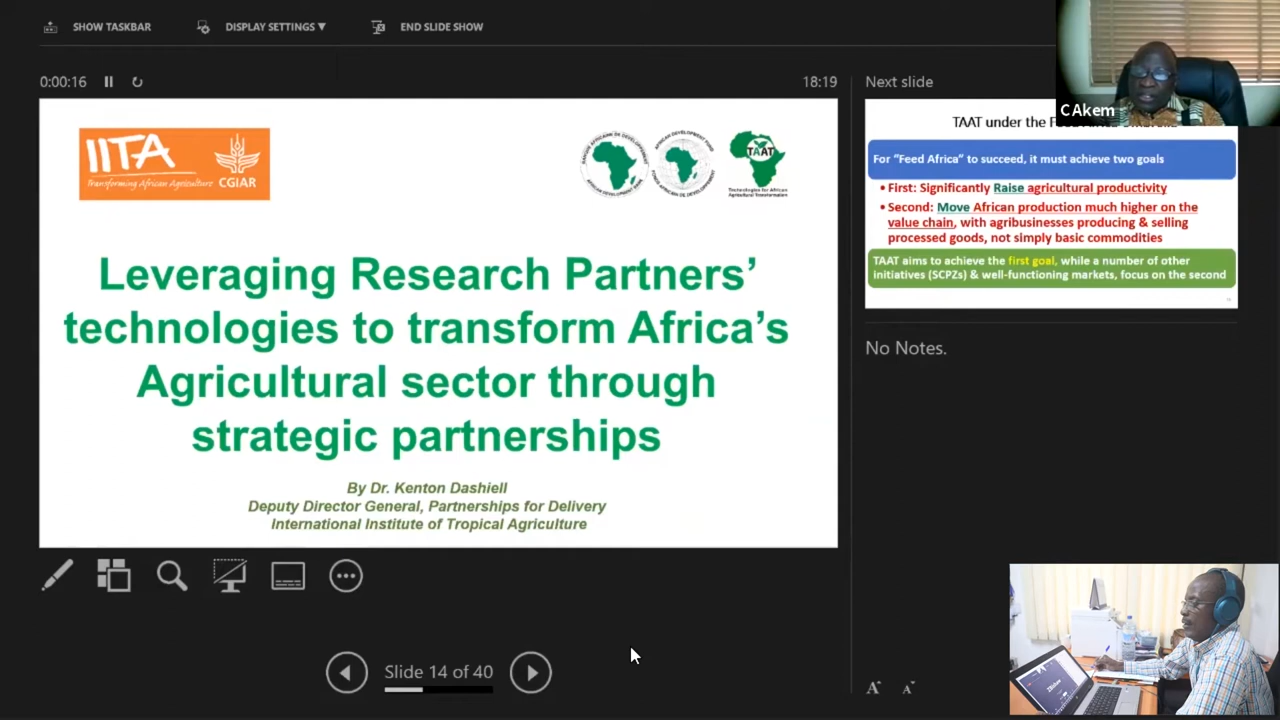 SHOW TASKBAR
DISPLAY SETTINGS ▼
END SLIDE SHOW
0:00:16
18:19
Next slide
C Akem
IITA
Transforming African Agriculture
CGIAR
TAAT
Technologies for African
Agricultural Transformation
Leveraging Research Partners’
technologies to transform Africa’s
Agricultural sector through
strategic partnerships
By Dr. Kenton Dashiell
Deputy Director General, Partnerships for Delivery
International Institute of Tropical Agriculture
TAAT under the
For “Feed Africa” to succeed, it must achieve two goals
• First: Significantly Raise agricultural productivity
• Second: Move African production much higher on the
value chain, with agribusinesses producing & selling
processed goods, not simply basic commodities
TAAT aims to achieve the first goal, while a number of other
initiatives (SCPZs) & well-functioning markets, focus on the second
No Notes.
Slide 14 of 40
A A